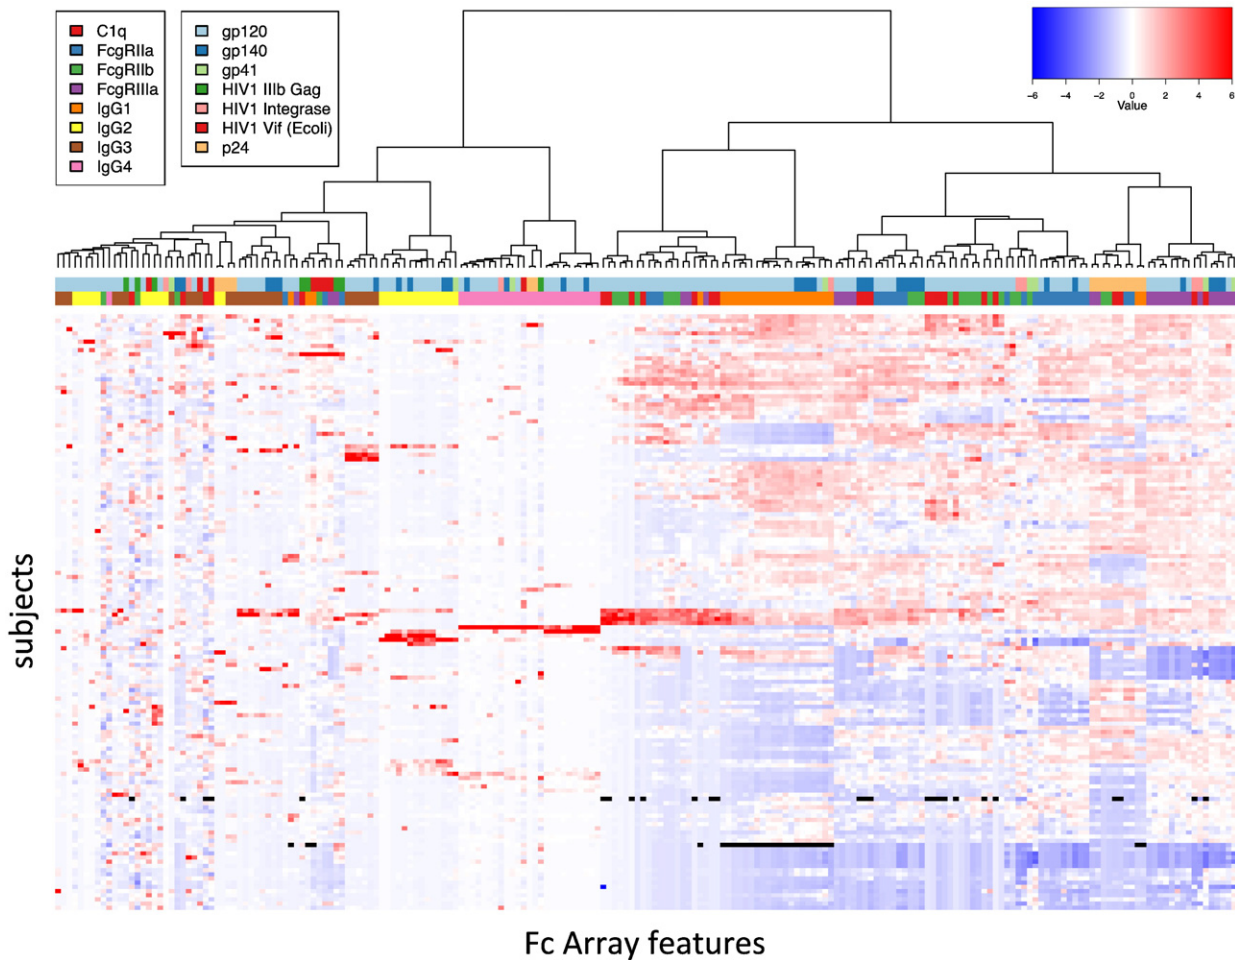 C1q
FcgRIIa
FcgRIIb
FcgRIIIa
IgG1
IgG2
IgG3
IgG4
gp120
gp140
gp41
HIV1 IIIb Gag
HIV1 Integrase
HIV1 Vif (Ecoli)
p24
−6 −4 −2 0 2 4 6
Value
subjects
Fc Array features